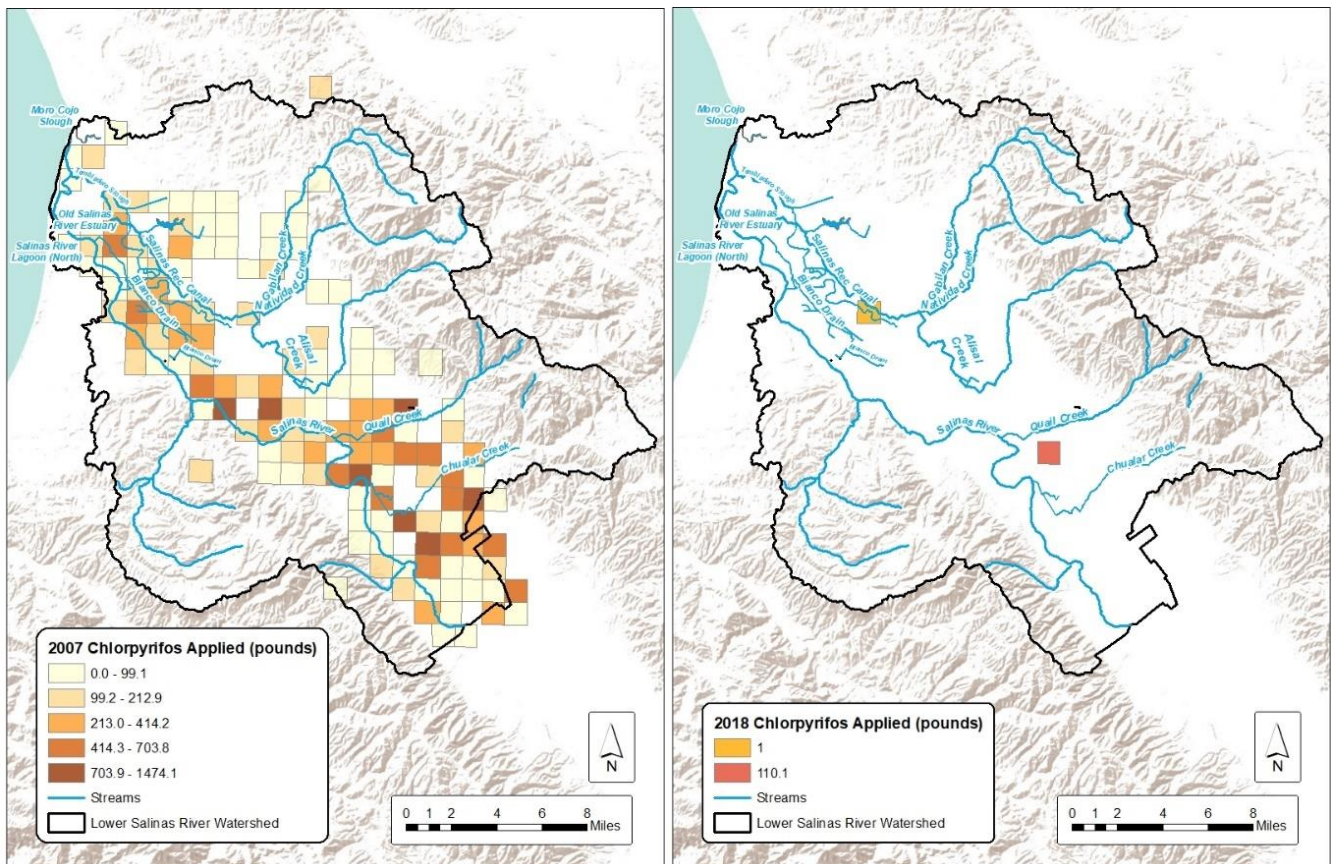 Moro Cojo
Slough
Tembladero Slough
Old Salinas
River Estuary
Salinas River
Lagoon (North)
Salinas Rec Canal
Blanco Drain
Blanco Drain
Gabilan Creek
Natividad Creek
Alisal
Creek
Salinas River
Quail Creek
Chualar Creek
2007 Chlorpyrifos Applied (pounds)
0.0 - 99.1
99.2 - 212.9
213.0 - 414.2
414.3 - 703.8
703.9 - 1474.1
Streams
Lower Salinas River Watershed
N
0 2 4 6 8
Miles
Moro Cojo
Slough
Tembladero Slough
Old Salinas
River Estuary
Salinas River
Lagoon (North)
Salinas Rec Canal
Blanco Drain
Blanco Drain
Gabilan Creek
Natividad Creek
Alisal
Creek
Salinas River
Quail Creek
Chualar Creek
2018 Chlorpyrifos Applied (pounds)
1
110.1
Streams
Lower Salinas River Watershed
N
0 1 2 4 6 8
Miles